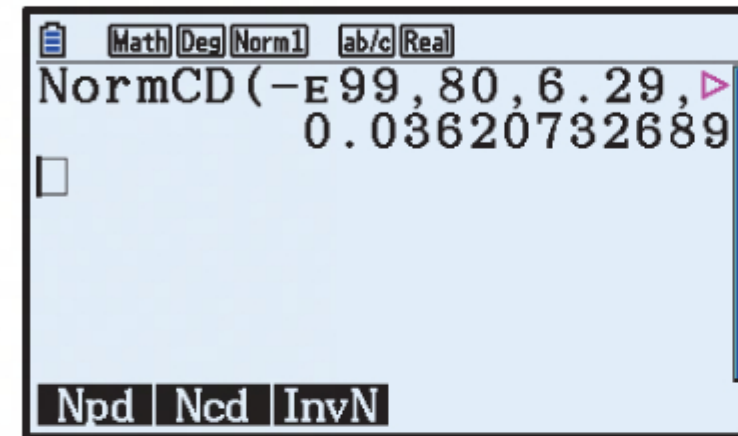 Math Deg Norm1 ab/c Real
NormCD(-E99,80,6.29,▷
0.03620732689
Npd Ncd InvN